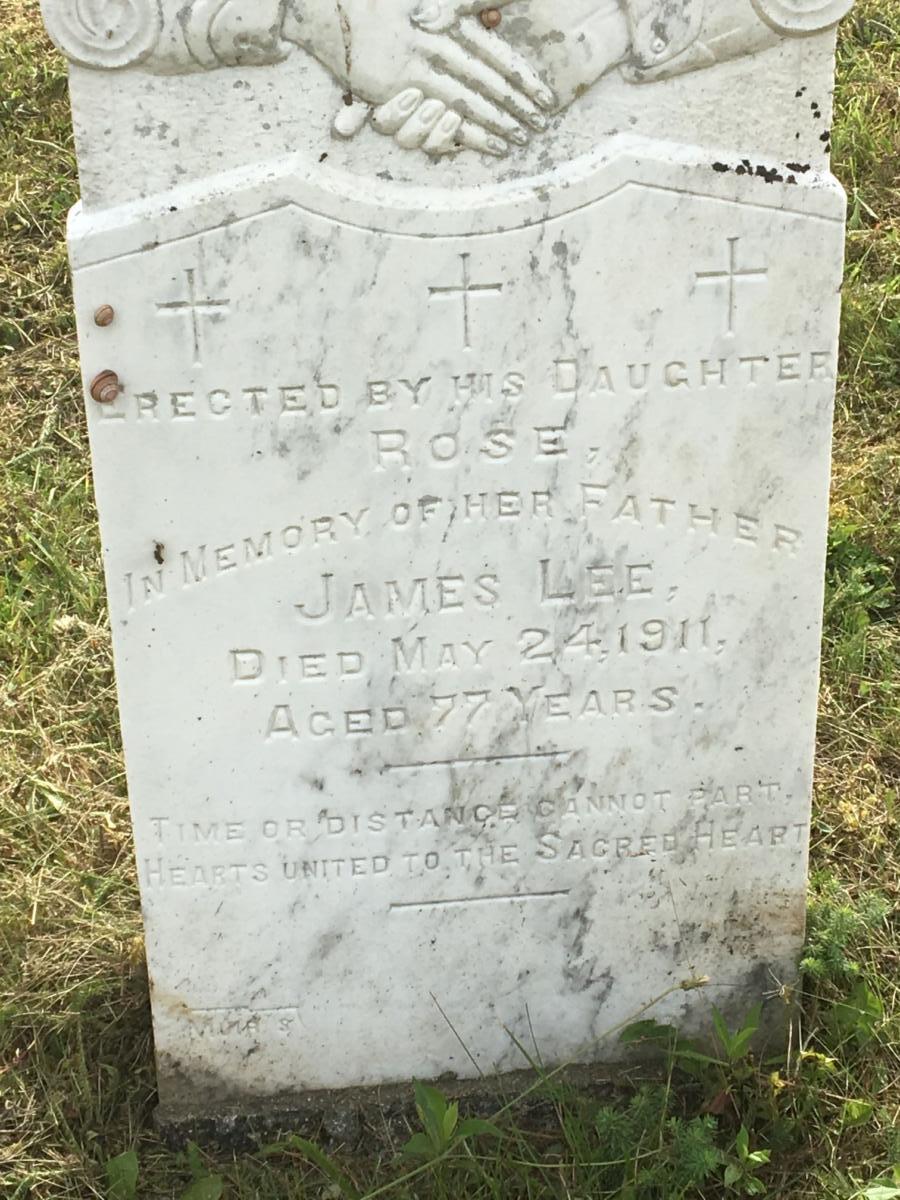 Erected by his Daughter
Rose,
In Memory of her Father
James Lee,
Died May 24, 1911,
Aged 77 Years.
Time or distance cannot part,
Hearts united to the Sacred Heart